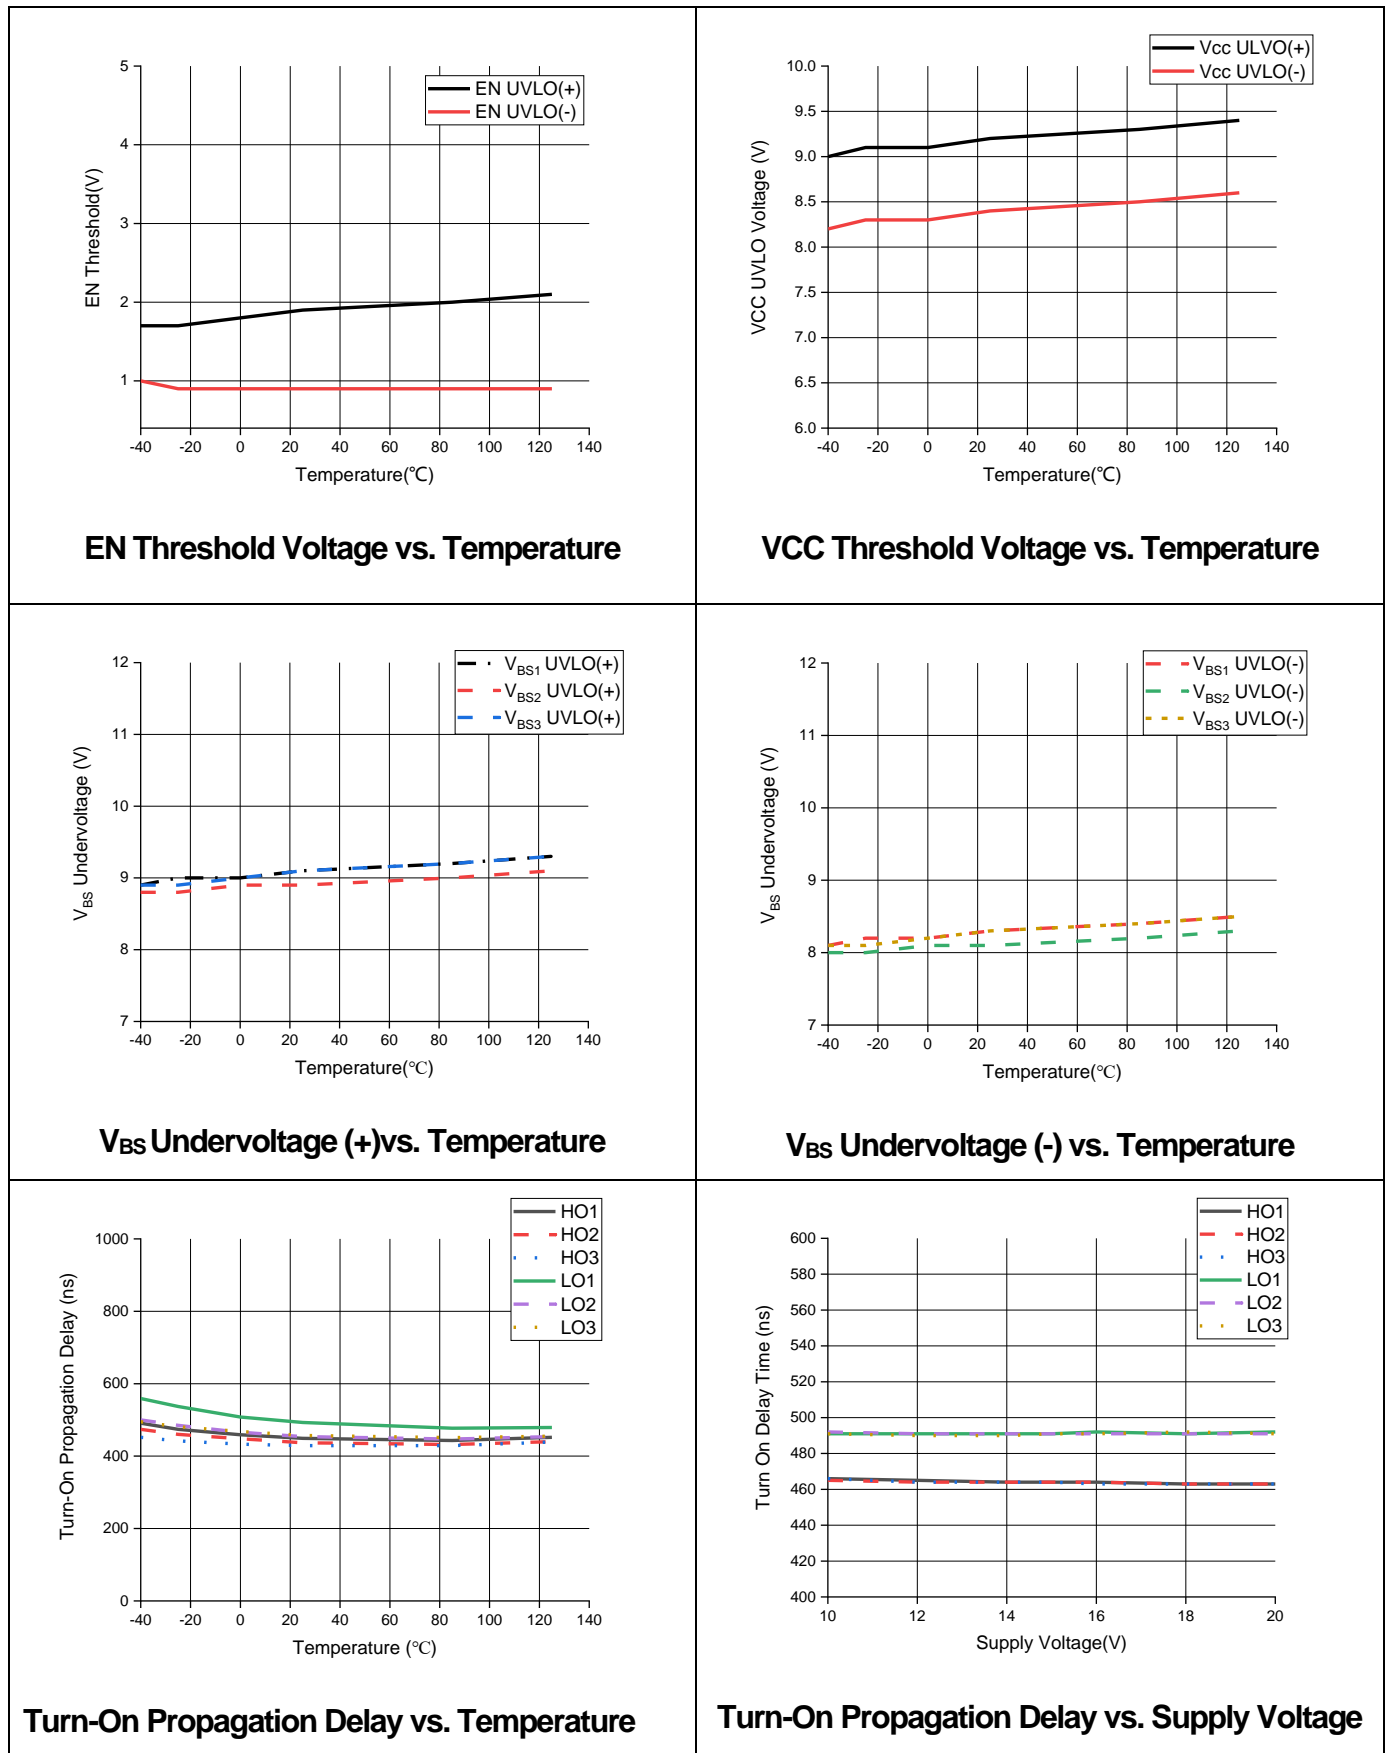 EN UVLO(+)
EN UVLO(-)
5
4
3
2
1
EN Threshold(V)
-40 -20 0 20 40 60 80 100 120 140
Temperature(℃)
EN Threshold Voltage vs. Temperature
Vcc ULVO(+)
Vcc UVLO(-)
10.0
9.5
9.0
8.5
8.0
7.5
7.0
6.5
6.0
VCC UVLO Voltage (V)
-40 -20 0 20 40 60 80 100 120 140
Temperature(℃)
VCC Threshold Voltage vs. Temperature
VBS1 UVLO(+)
VBS2 UVLO(+)
VBS3 UVLO(+)
12
11
10
9
8
7
VBS Undervoltage (V)
-40 -20 0 20 40 60 80 100 120 140
Temperature(℃)
VBS Undervoltage (+)vs. Temperature
VBS1 UVLO(-)
VBS2 UVLO(-)
VBS3 UVLO(-)
12
11
10
9
8
7
VBS Undervoltage (V)
-40 -20 0 20 40 60 80 100 120 140
Temperature(℃)
VBS Undervoltage (-) vs. Temperature
HO1
HO2
HO3
LO1
LO2
LO3
1000
800
600
400
200
0
Turn-On Propagation Delay (ns)
-40 -20 0 20 40 60 80 100 120 140
Temperature (℃)
Turn-On Propagation Delay vs. Temperature
HO1
HO2
HO3
LO1
LO2
LO3
600
580
560
540
520
500
480
460
440
420
400
Turn On Delay Time (ns)
10 12 14 16 18 20
Supply Voltage(V)
Turn-On Propagation Delay vs. Supply Voltage